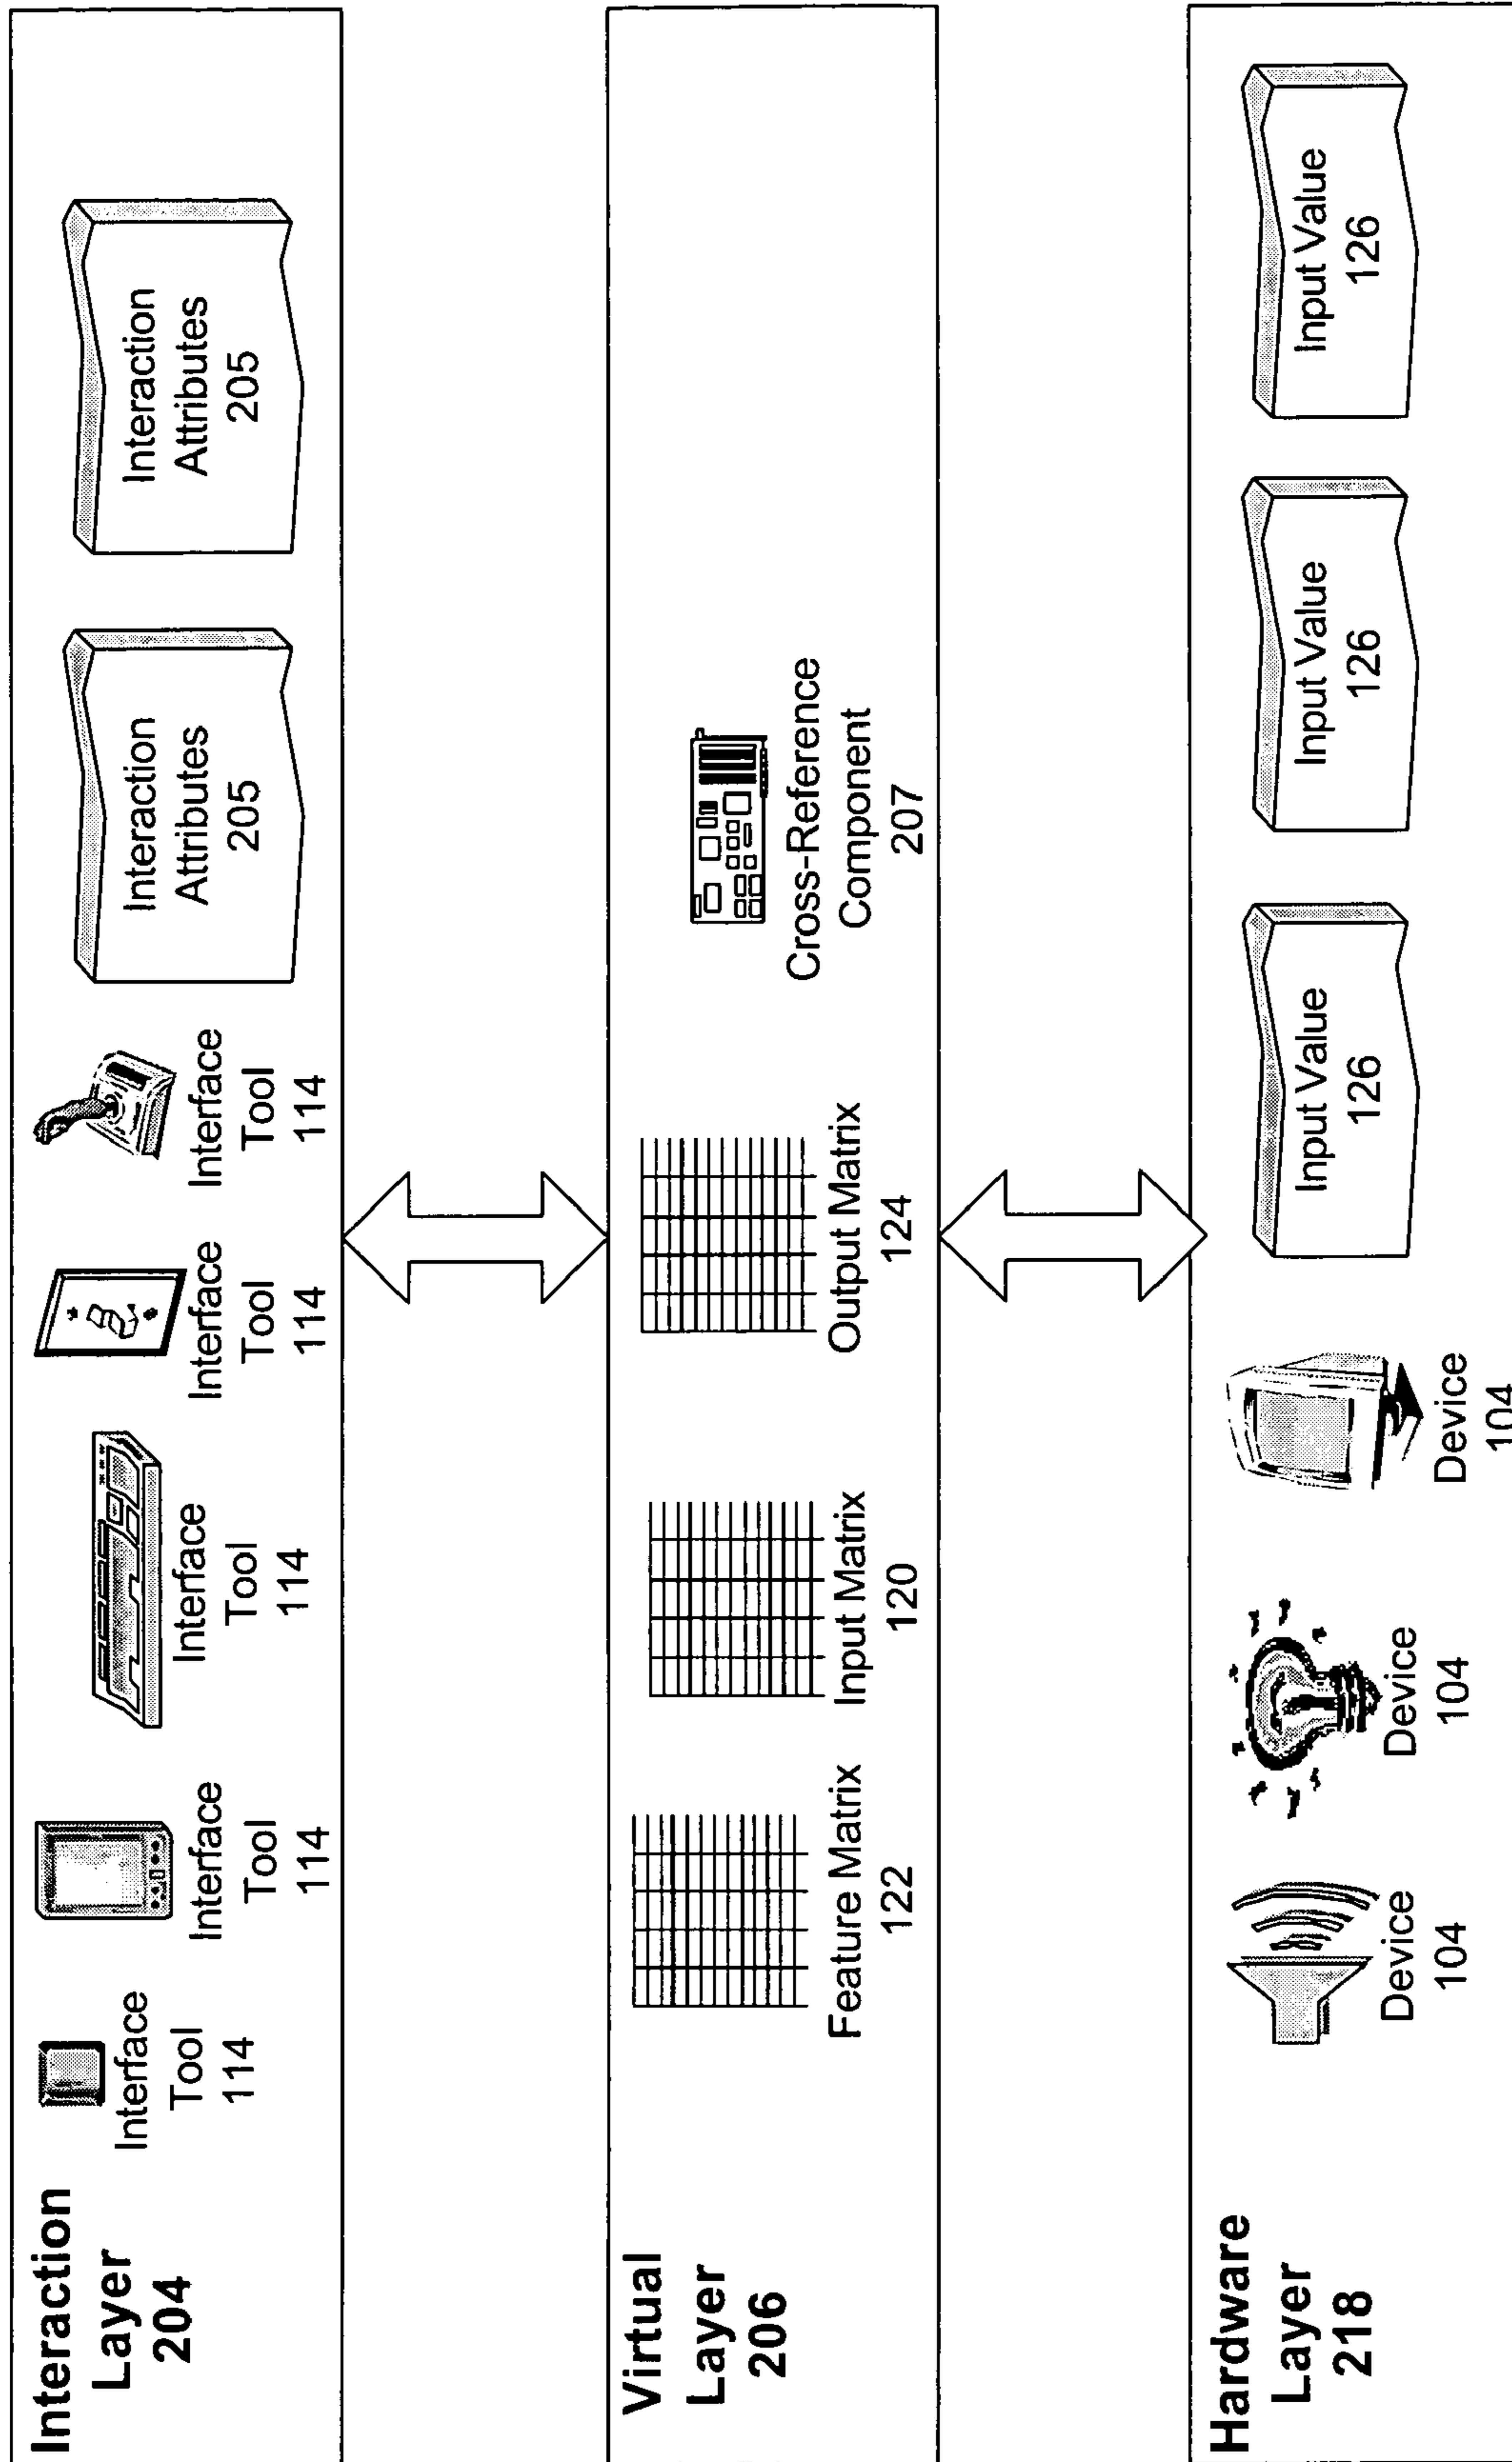 Interaction
Layer
204
Interface
Tool
114
Interface
Tool
114
Interface
Tool
114
Interface
Tool
114
Interface
Tool
114
Interaction
Attributes
205
Interaction
Attributes
205
Virtual
Layer
206
Feature Matrix
122
Input Matrix
120
Output Matrix
124
Cross-Reference
Component
207
Hardware
Layer
218
Device
104
Device
104
Device
104
Input Value
126
Input Value
126
Input Value
126